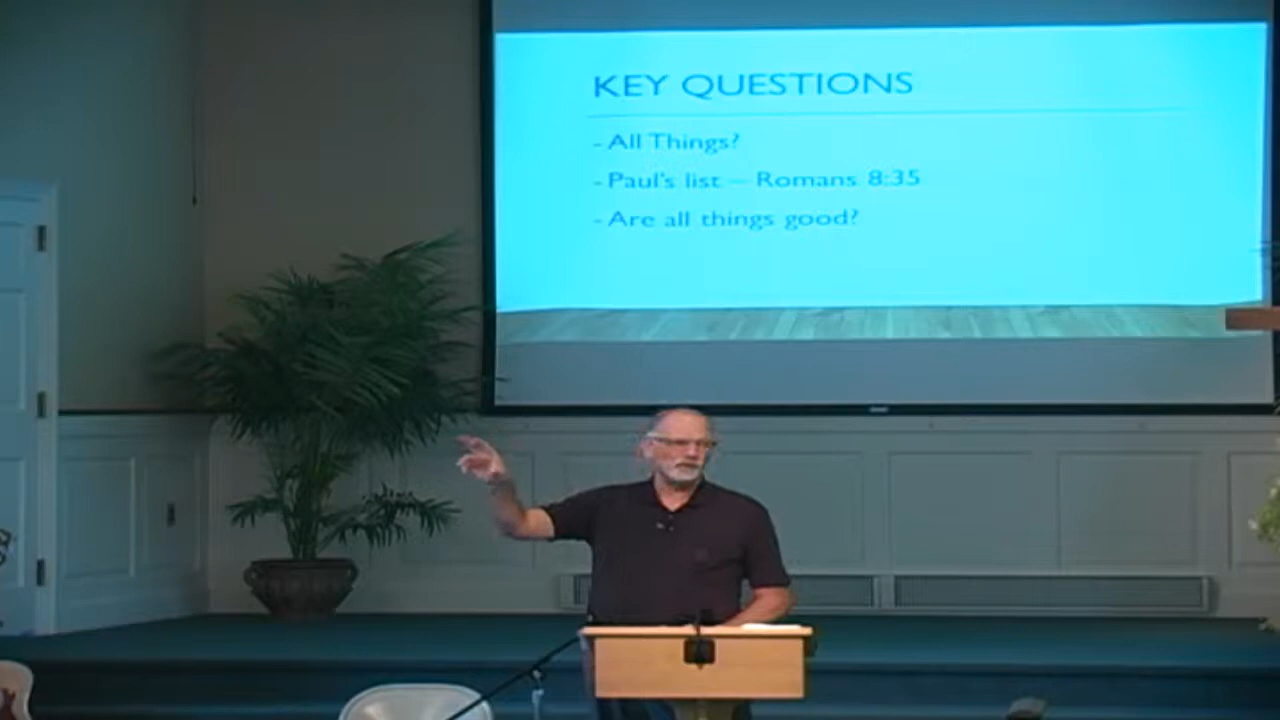 KEY QUESTIONS
- All Things?
- Paul's list – Romans 8:35
- Are all things good?